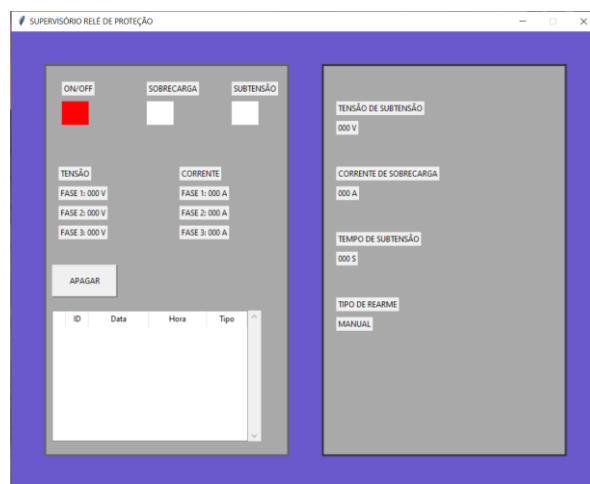 SUPERVISÓRIO RELÉ DE PROTEÇÃO
ON/OFF SOBRECARGA SUBTENSÃO
TENSÃO CORRENTE
FASE 1: 000 V FASE 1: 000 A
FASE 2: 000 V FASE 2: 000 A
FASE 3: 000 V FASE 3: 000 A
APAGAR
ID Data Hora Tipo
TENSÃO DE SUBTENSÃO
000 V
CORRENTE DE SOBRECARGA
000 A
TEMPO DE SUBTENSÃO
000 S
TIPO DE REARME
MANUAL